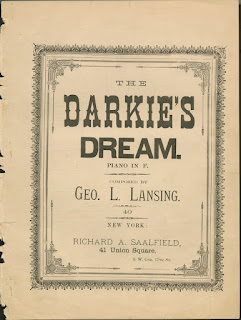 THE
DARKIE'S
DREAM.
PIANO IN F.
COMPOSED BY
GEO. L. LANSING.
40
NEW YORK:
RICHARD A. SAALFIELD,
41 Union Square,